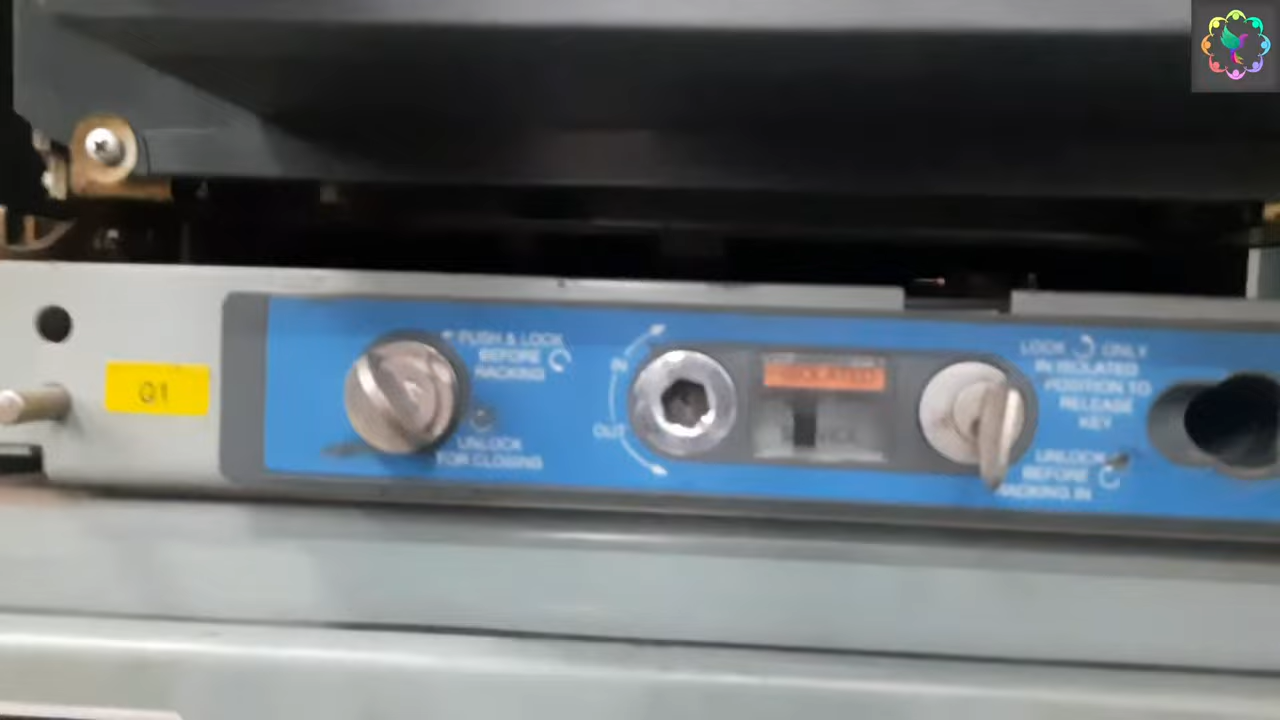 Q1
PUSH & LOCK
BEFORE
RACKING
UNLOCK
FOR CLOSING
IN
OUT
ISOLATED
LOCK ONLY
IN ISOLATED
POSITION TO
RELEASE
KEY
UNLOCK
BEFORE
RACKING IN